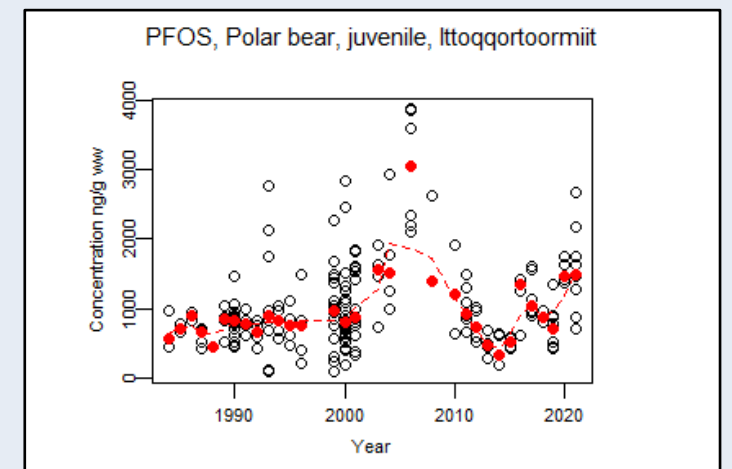 PFOS, Polar bear, juvenile, Ittoqqortoormiit
4000
3000
2000
1000
0
Concentration ng/g ww
1990 2000 2010 2020
Year